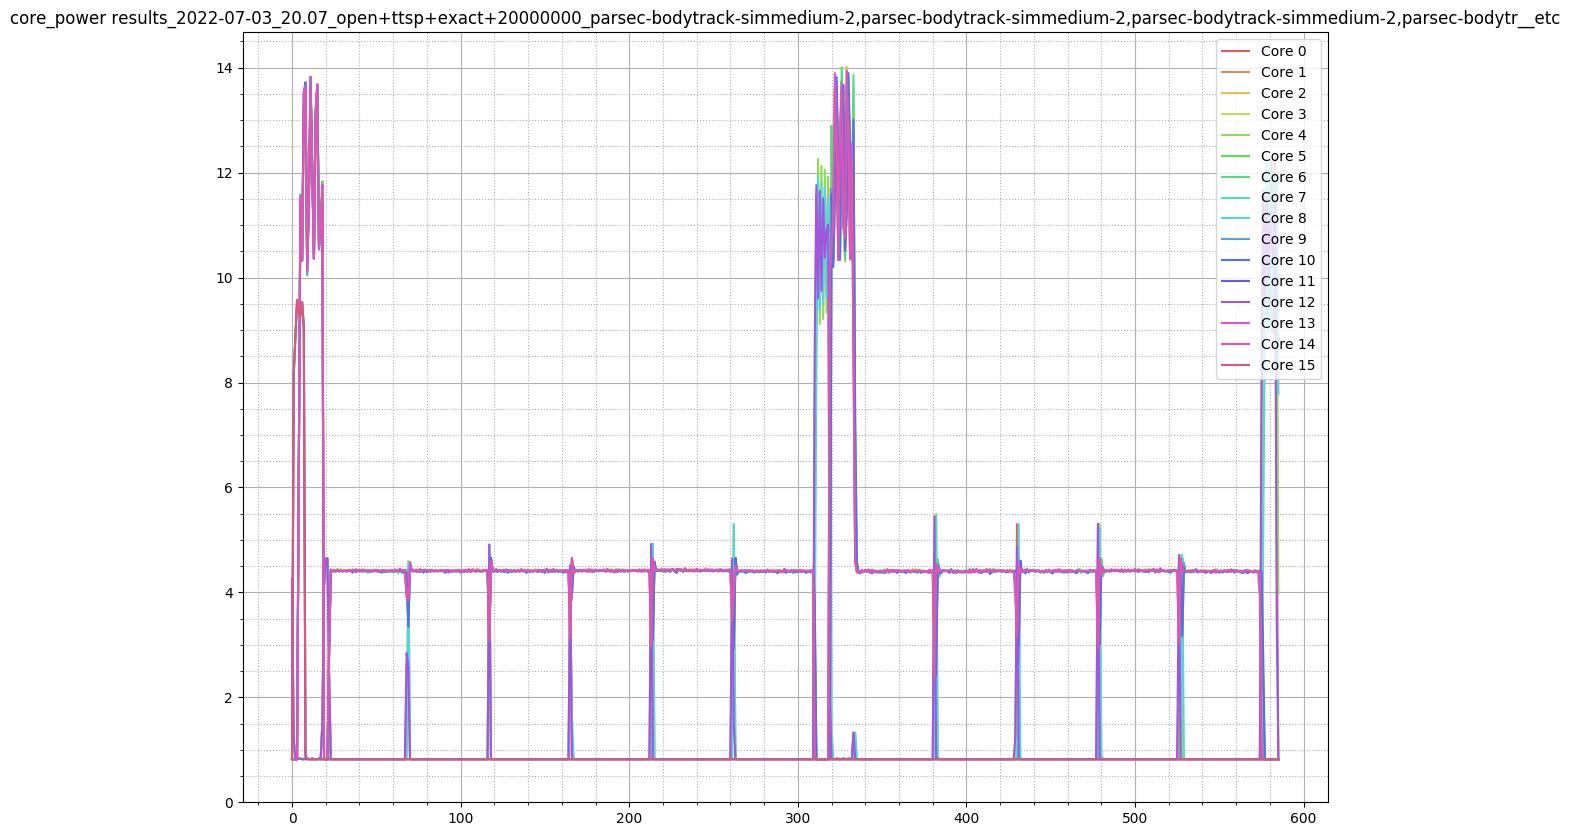 core_power results_2022-07-03_20.07_open+ttsp+exact+20000000_parsec-bodytrack-simmedium-2,parsec-bodytrack-simmedium-2,parsec-bodytrack-simmedium-2,parsec-bodytr__etc
Core 0
Core 1
Core 2
Core 3
Core 4
Core 5
Core 6
Core 7
Core 8
Core 9
Core 10
Core 11
Core 12
Core 13
Core 14
Core 15
14
12
10
8
6
4
2
0
0 100 200 300 400 500 600